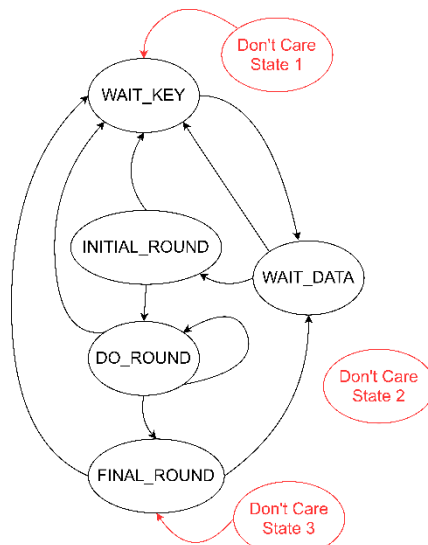 Don't Care
State 1
WAIT_KEY
INITIAL_ROUND
WAIT_DATA
DO_ROUND
Don't Care
State 2
FINAL_ROUND
Don't Care
State 3